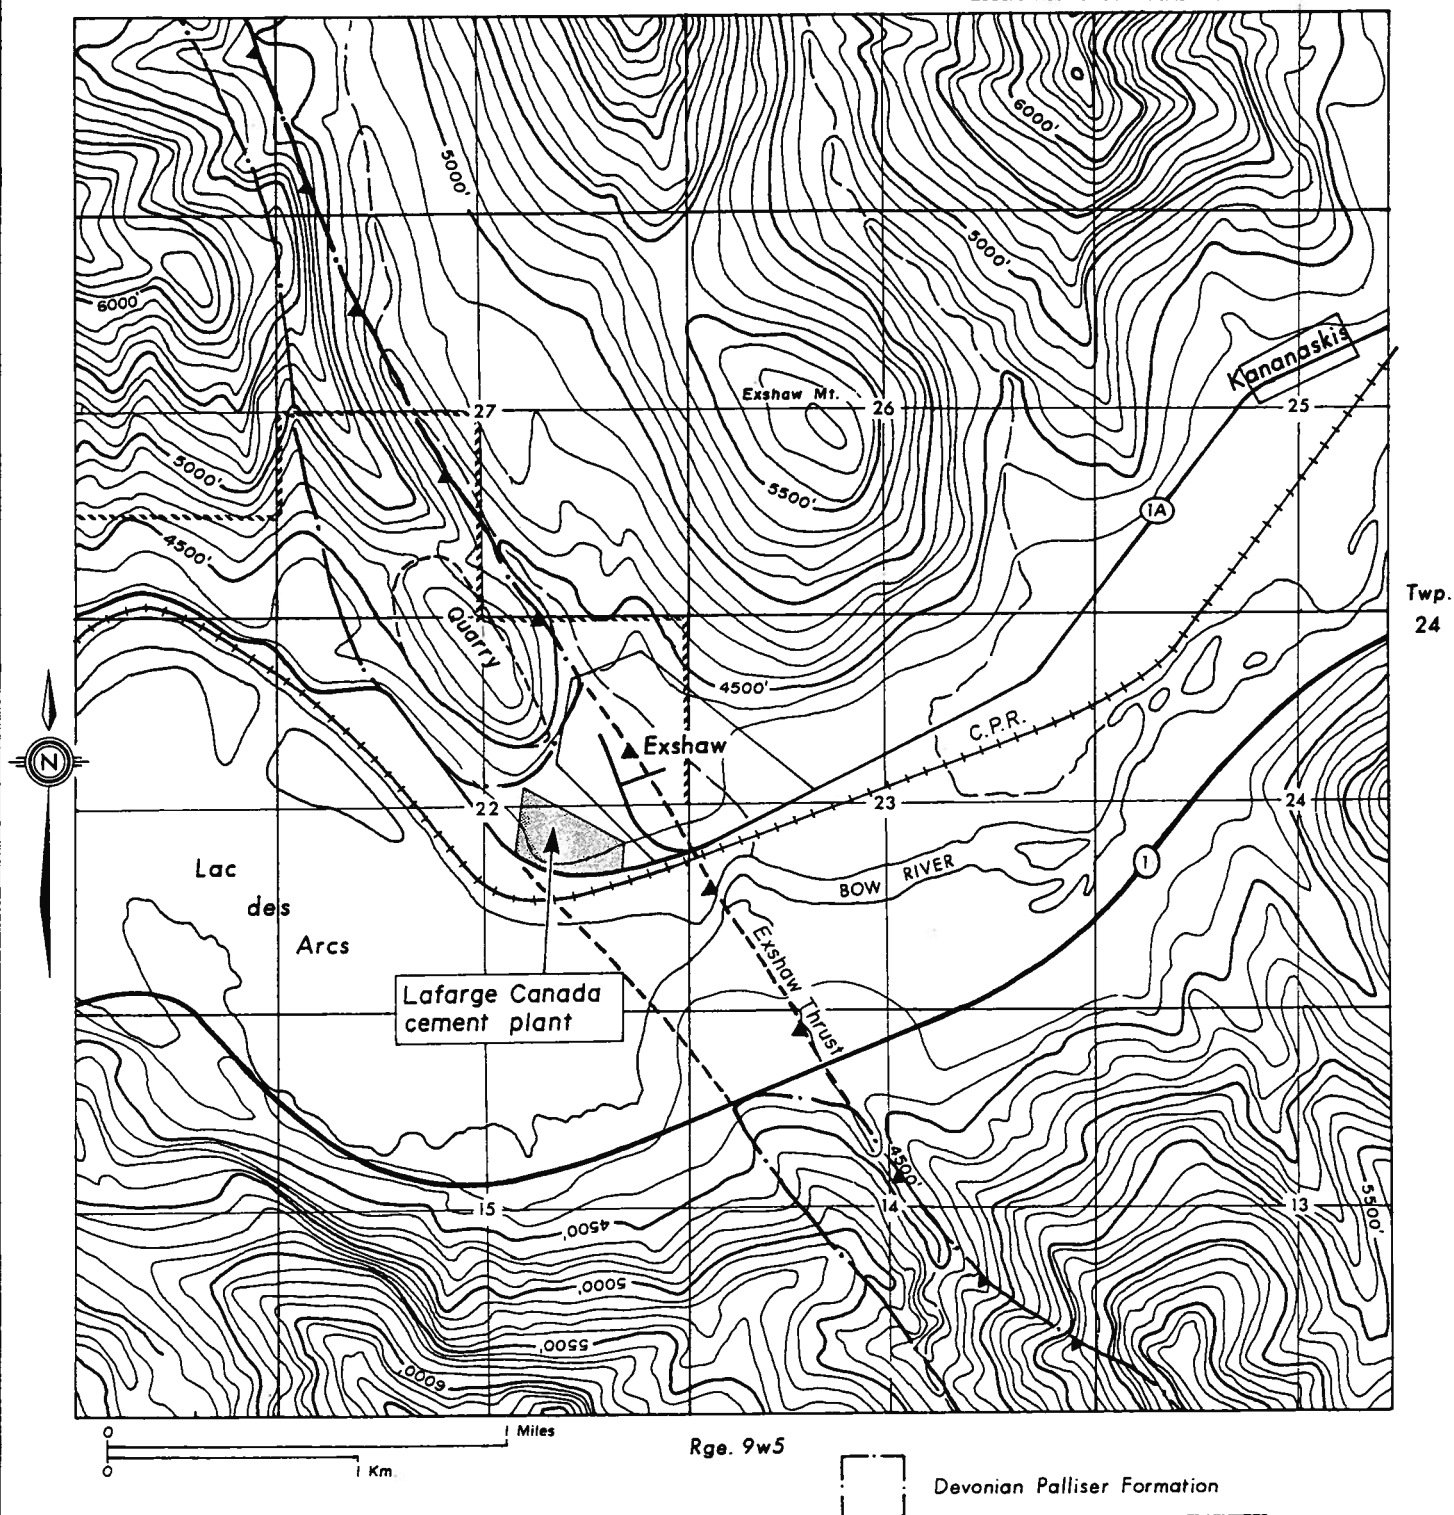 6000'
5000'
5000'
6000'
Kananaskis
Exshaw Mt.
27
26
25
5000'
5500'
1A
4500'
Twp.
24
Quarry
4500'
C.P.R.
N
Exshaw
22
23
24
Lac
des
Arcs
BOW RIVER
1
Exshaw Thrust
Lafarge Canada
cement plant
4500'
15
14
13
5500'
4500'
5000'
5500'
6000'
0
1 Miles
0
1 Km.
Rge. 9w5
Devonian Palliser Formation